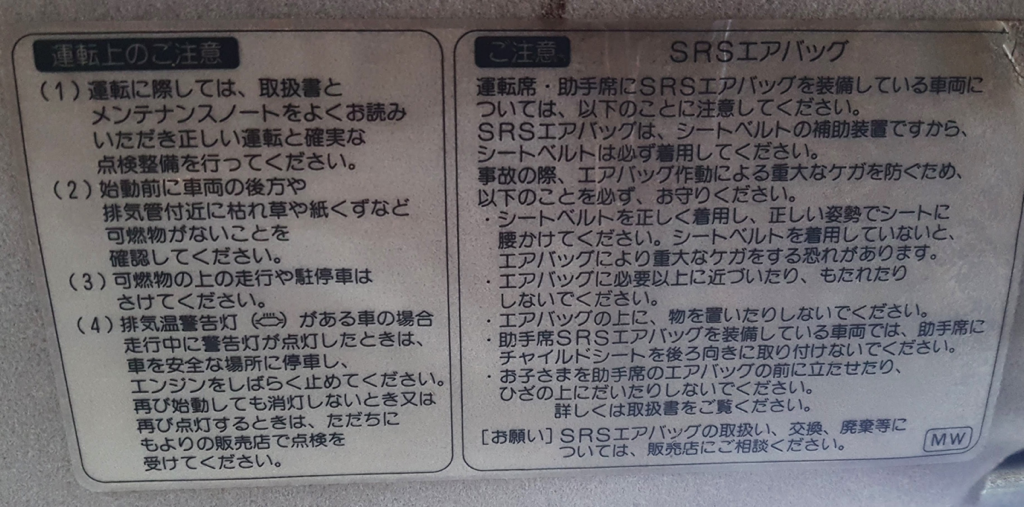 運転上のご注意
(1) 運転に際しては、取扱書と
メンテナンスノートをよくお読み
いただき正しい運転と確実な
点検整備を行ってください。
(2) 始動前に車両の後方や
排気管付近に枯れ草や紙くずなど
可燃物がないことを
確認してください。
(3) 可燃物の上の走行や駐停車は
さけてください。
(4) 排気温警告灯 ( ) がある車の場合
走行中に警告灯が点灯したときは、
車を安全な場所に停車し、
エンジンをしばらく止めてください。
再び始動しても消灯しないとき又は
再び点灯するときは、ただちに
もよりの販売店で点検を
受けてください。
ご注意 SRSエアバッグ
運転席・助手席にSRSエアバッグを装備している車両に
ついては、以下のことに注意してください。
SRSエアバッグは、シートベルトの補助装置ですから、
シートベルトは必ず着用してください。
事故の際、エアバッグ作動による重大なケガを防ぐため、
以下のことを必ず、お守りください。
・シートベルトを正しく着用し、正しい姿勢でシートに
腰かけてください。シートベルトを着用していないと、
エアバッグにより重大なケガをする恐れがあります。
・エアバッグに必要以上に近づいたり、もたれたり
しないでください。
・エアバッグの上に、物を置いたりしないでください。
・助手席SRSエアバッグを装備している車両では、助手席に
チャイルドシートを後ろ向きに取り付けないでください。
・お子さまを助手席のエアバッグの前に立たせたり、
ひざの上にだいたりしないでください。
詳しくは取扱書をご覧ください。
[お願い] SRSエアバッグの取扱い、交換、廃棄等に
ついては、販売店にご相談ください。
MW